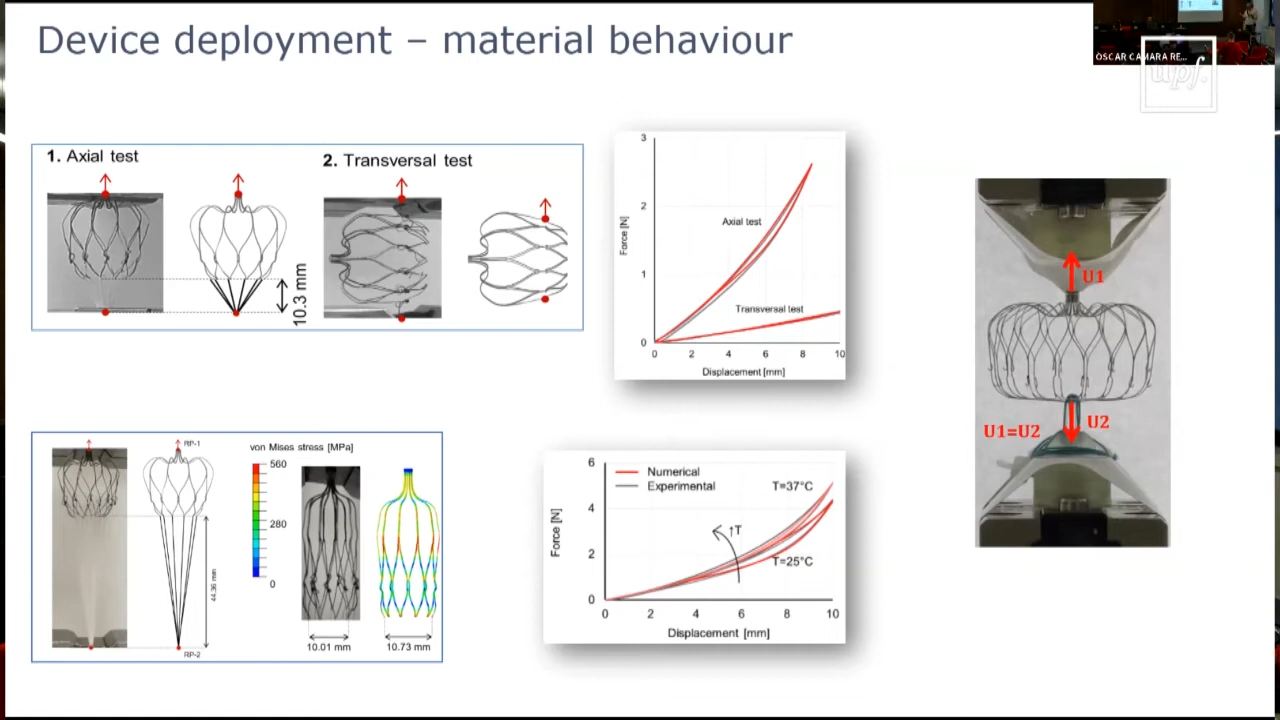 Device deployment – material behaviour
OSCAR CAMARA RE...
upf.
1. Axial test
2. Transversal test
10.3 mm
3
2
1
0
Force [N]
Axial test
Transversal test
0 2 4 6 8 10
Displacement [mm]
U1
U2
U1=U2
RP-1
44.36 mm
RP-2
von Mises stress [MPa]
560
280
0
10.01 mm
10.73 mm
6
4
2
0
Force [N]
Numerical
Experimental
T=37°C
↑T
T=25°C
0 2 4 6 8 10
Displacement [mm]